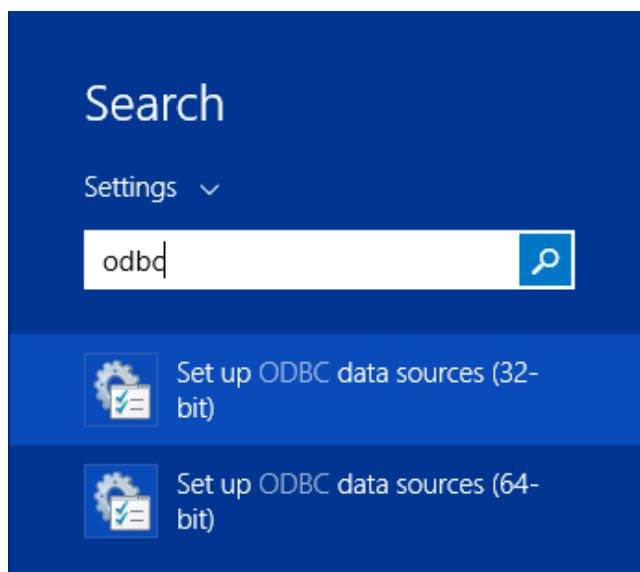 Search
Settings
odbc
Set up ODBC data sources (32-
bit)
Set up ODBC data sources (64-
bit)